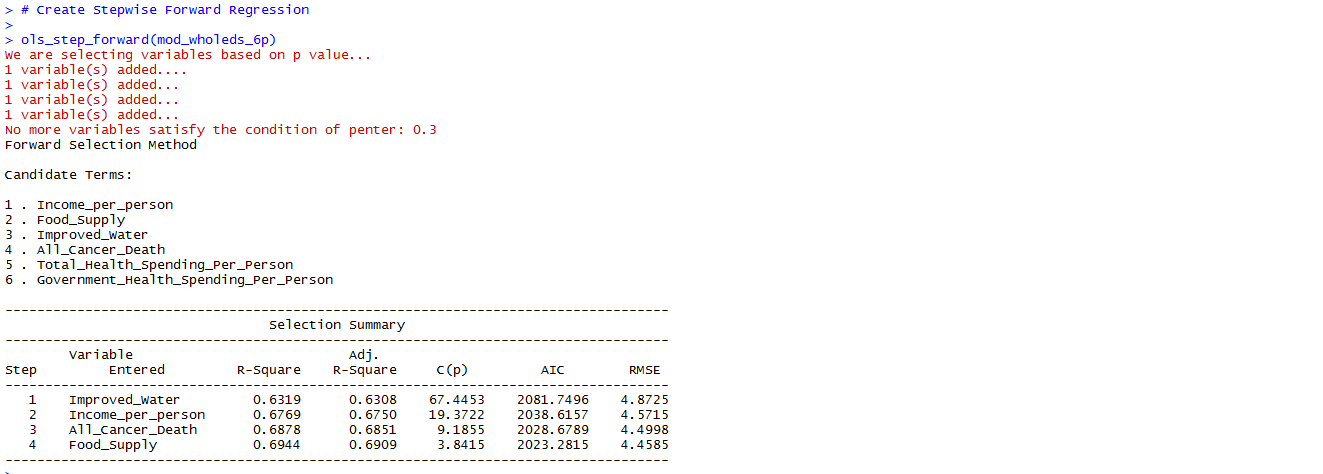 > # Create Stepwise Forward Regression
>
> ols_step_forward(mod_wholeds_6p)
We are selecting variables based on p value...
1 variable(s) added....
1 variable(s) added...
1 variable(s) added...
1 variable(s) added...
No more variables satisfy the condition of penter: 0.3
Forward Selection Method

Candidate Terms:

1 . Income_per_person
2 . Food_Supply
3 . Improved_Water
4 . All_Cancer_Death
5 . Total_Health_Spending_Per_Person
6 . Government_Health_Spending_Per_Person

-----------------------------------------------------------------------------------
                                 Selection Summary
-----------------------------------------------------------------------------------
        Variable                           Adj.
Step         Entered         R-Square    R-Square     C(p)         AIC        RMSE
-----------------------------------------------------------------------------------
   1    Improved_Water         0.6319      0.6308    67.4453    2081.7496    4.8725
   2    Income_per_person      0.6769      0.6750    19.3722    2038.6157    4.5715
   3    All_Cancer_Death       0.6878      0.6851     9.1855    2028.6789    4.4998
   4    Food_Supply            0.6944      0.6909     3.8415    2023.2815    4.4585
-----------------------------------------------------------------------------------
>